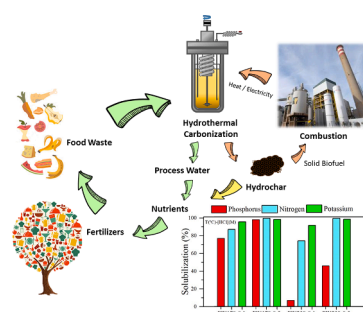 Heat / Electricity
Food Waste
Hydrothermal
Carbonization
Combustion
Solid Biofuel
Process Water
Hydrochar
Nutrients
Fertilizers
Phosphorus
Nitrogen
Potassium
Solubilization (%)
100
80
60
40
20
0